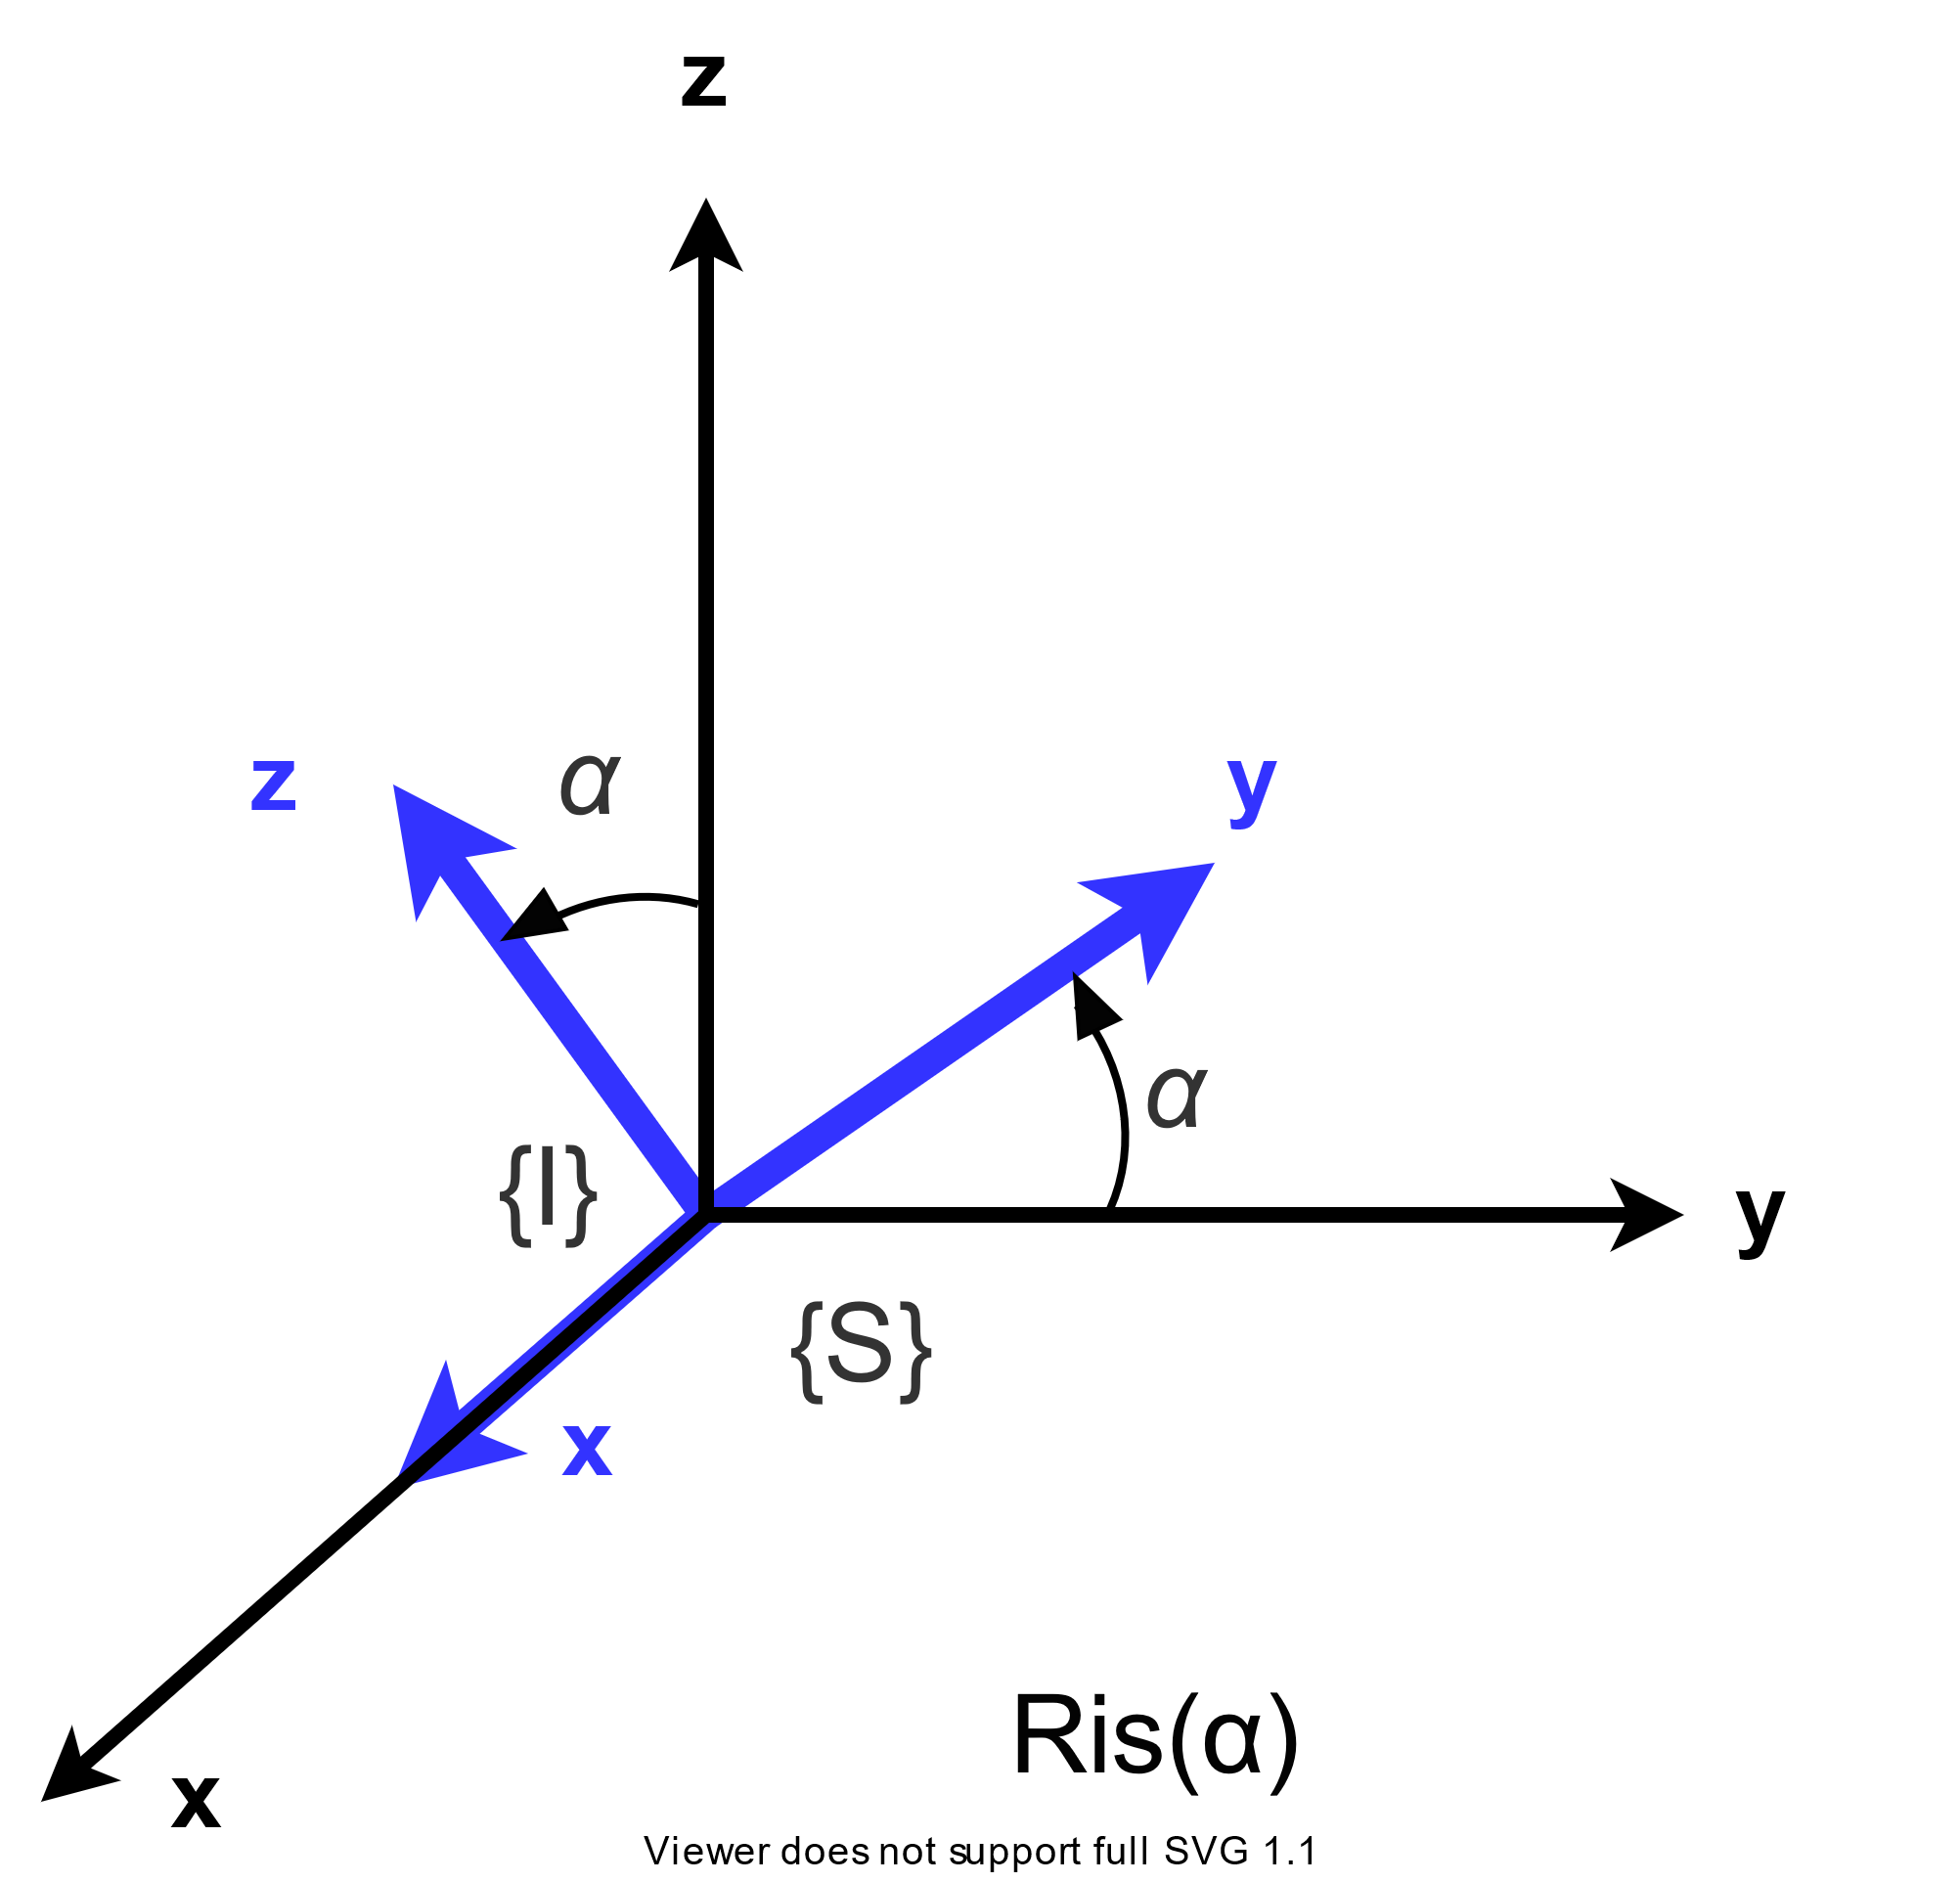 z
z
α
y
α
{I}
y
{S}
x
x
Ris(α)
Viewer does not support full SVG 1.1